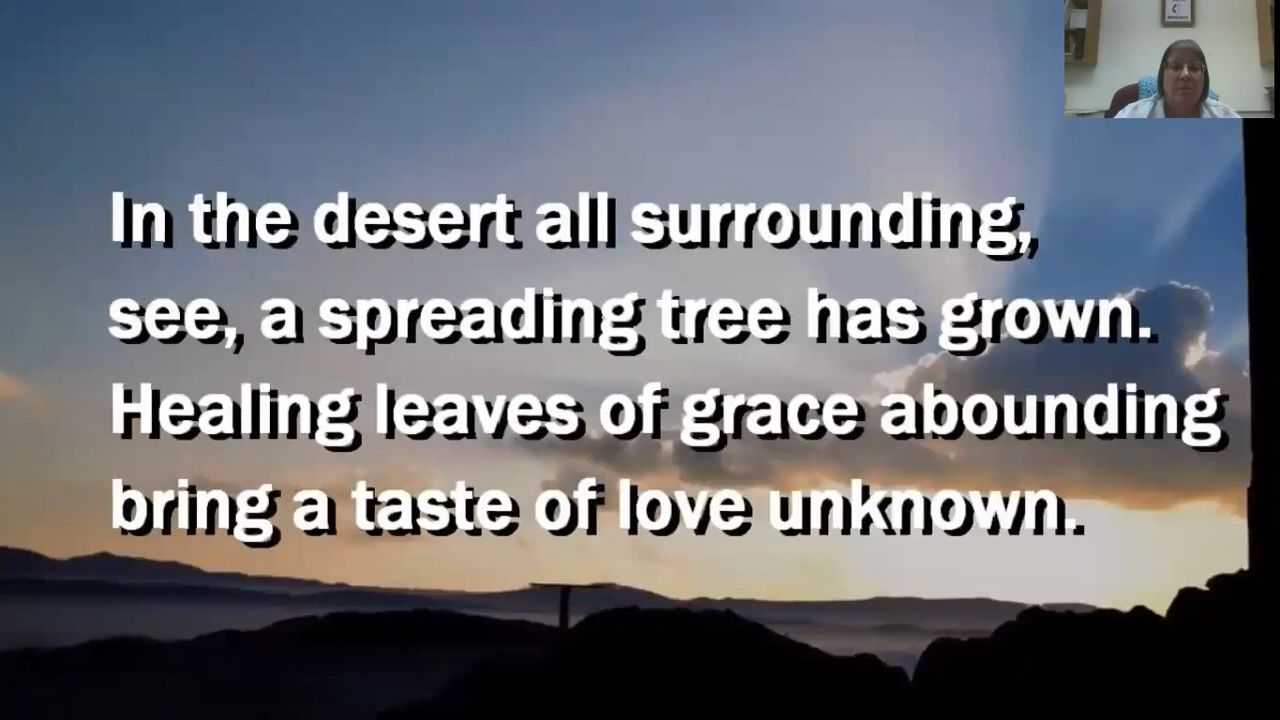 In the desert all surrounding,
see, a spreading tree has grown.
Healing leaves of grace abounding
bring a taste of love unknown.